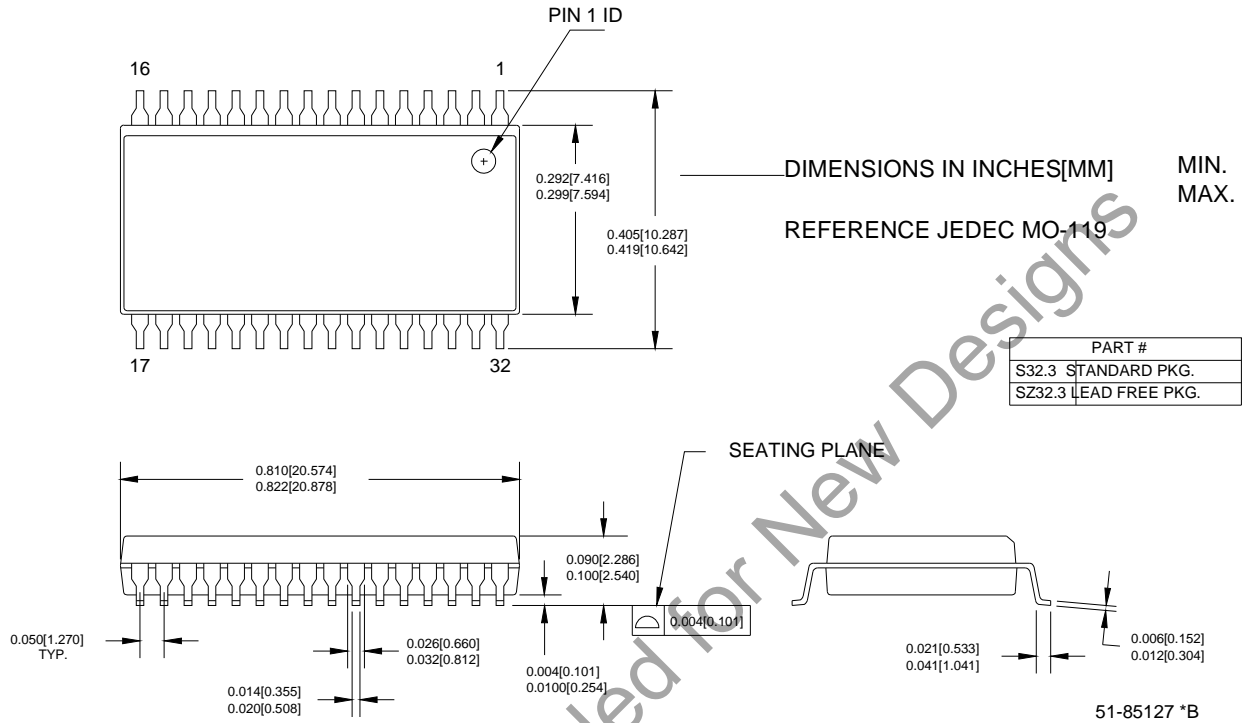 PIN 1 ID
16 1
0.292[7.416]
0.299[7.594]
0.405[10.287]
0.419[10.642]
DIMENSIONS IN INCHES[MM] MIN.
MAX.
REFERENCE JEDEC MO-119
17 32
PART #
S32.3 STANDARD PKG.
SZ32.3 LEAD FREE PKG.
SEATING PLANE
0.810[20.574]
0.822[20.878]
0.090[2.286]
0.100[2.540]
0.004[0.101]
0.050[1.270]
TYP.
0.026[0.660]
0.032[0.812]
0.014[0.355]
0.020[0.508]
0.004[0.101]
0.0100[0.254]
0.021[0.533]
0.041[1.041]
0.006[0.152]
0.012[0.304]
51-85127 *B
for New Designs